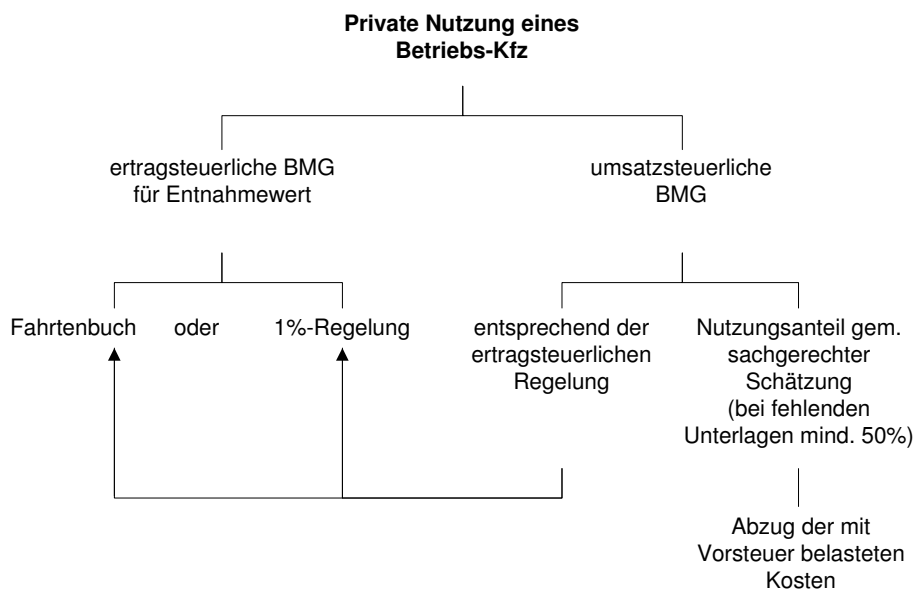 Private Nutzung eines
Betriebs-Kfz
ertragsteuerliche BMG
für Entnahmewert
umsatzsteuerliche
BMG
Fahrtenbuch oder 1%-Regelung
entsprechend der
ertragsteuerlichen
Regelung
Nutzungsanteil gem.
sachgerechter
Schätzung
(bei fehlenden
Unterlagen mind. 50%)
Abzug der mit
Vorsteuer belasteten
Kosten